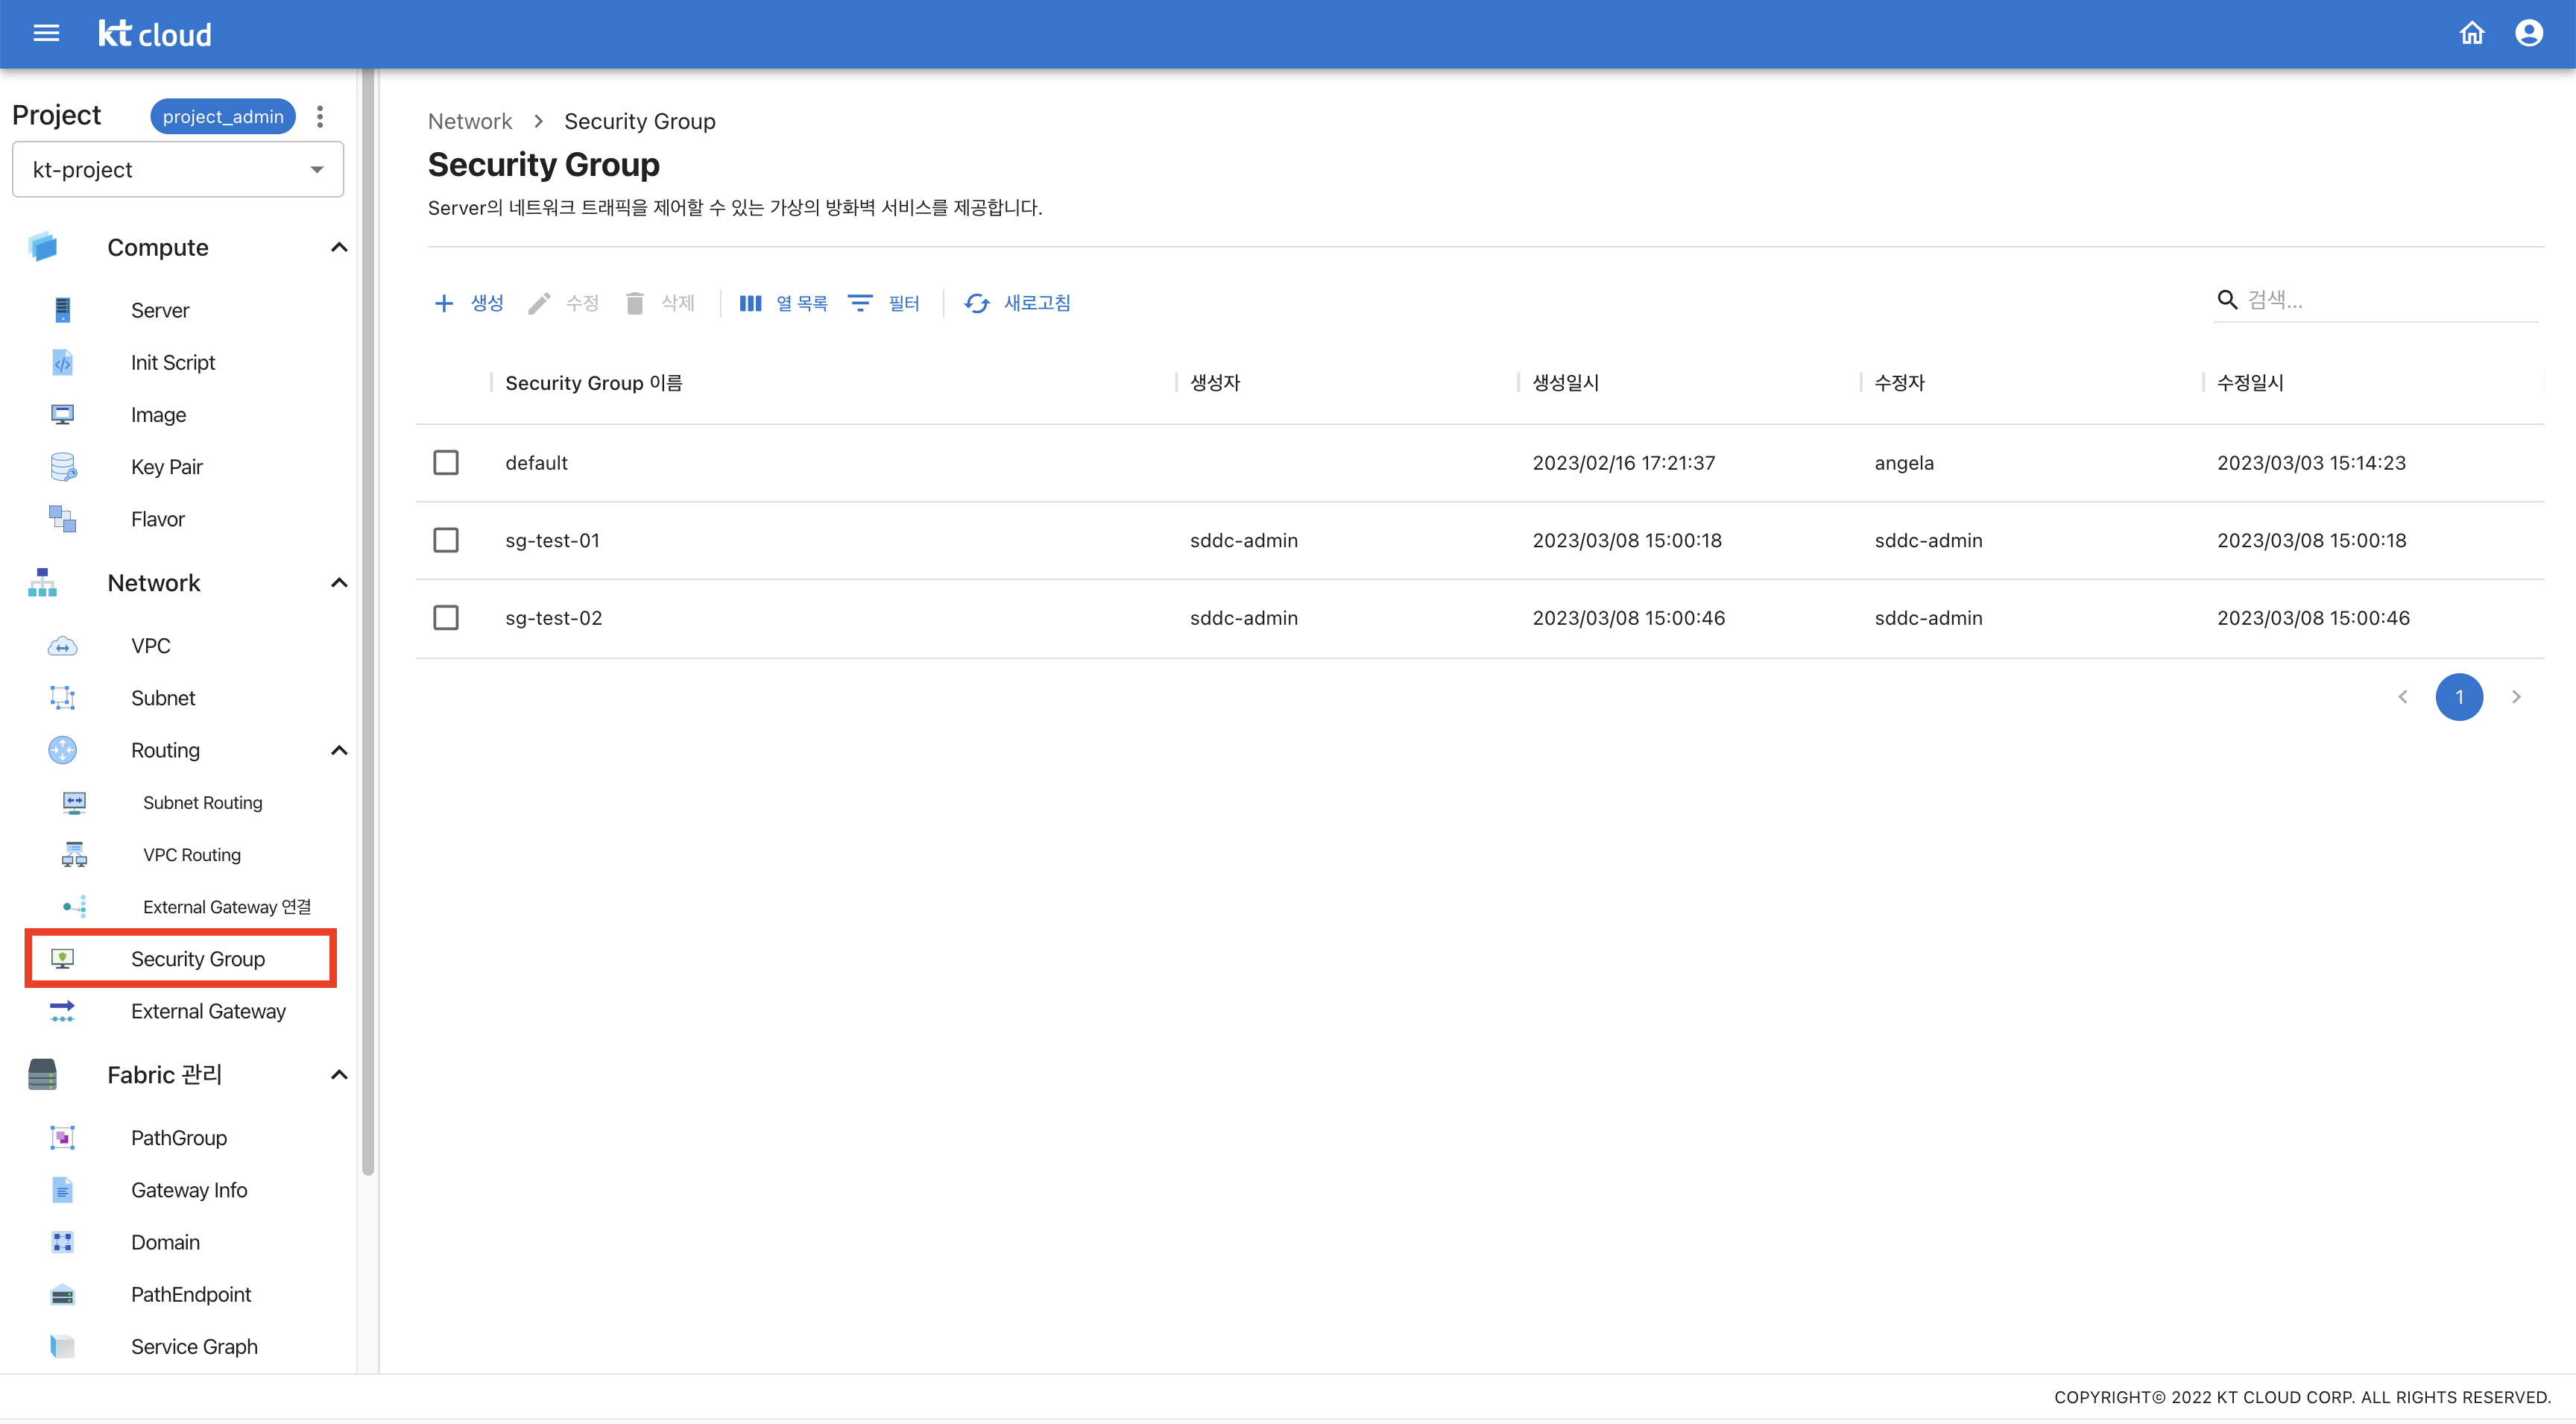 kt cloud
Project
project_admin
kt-project
Compute
Server
Init Script
Image
Key Pair
Flavor
Network
VPC
Subnet
Routing
Subnet Routing
VPC Routing
External Gateway 연결
Security Group
External Gateway
Fabric 관리
PathGroup
Gateway Info
Domain
PathEndpoint
Service Graph
Network > Security Group
Security Group
Server의 네트워크 트래픽을 제어할 수 있는 가상의 방화벽 서비스를 제공합니다.
생성 수정 삭제 열 목록 필터 새로고침 검색...
Security Group 이름 생성자 생성일시 수정자 수정일시
default 2023/02/16 17:21:37 angela 2023/03/03 15:14:23
sg-test-01 sddc-admin 2023/03/08 15:00:18 sddc-admin 2023/03/08 15:00:18
sg-test-02 sddc-admin 2023/03/08 15:00:46 sddc-admin 2023/03/08 15:00:46
1
COPYRIGHT© 2022 KT CLOUD CORP. ALL RIGHTS RESERVED.